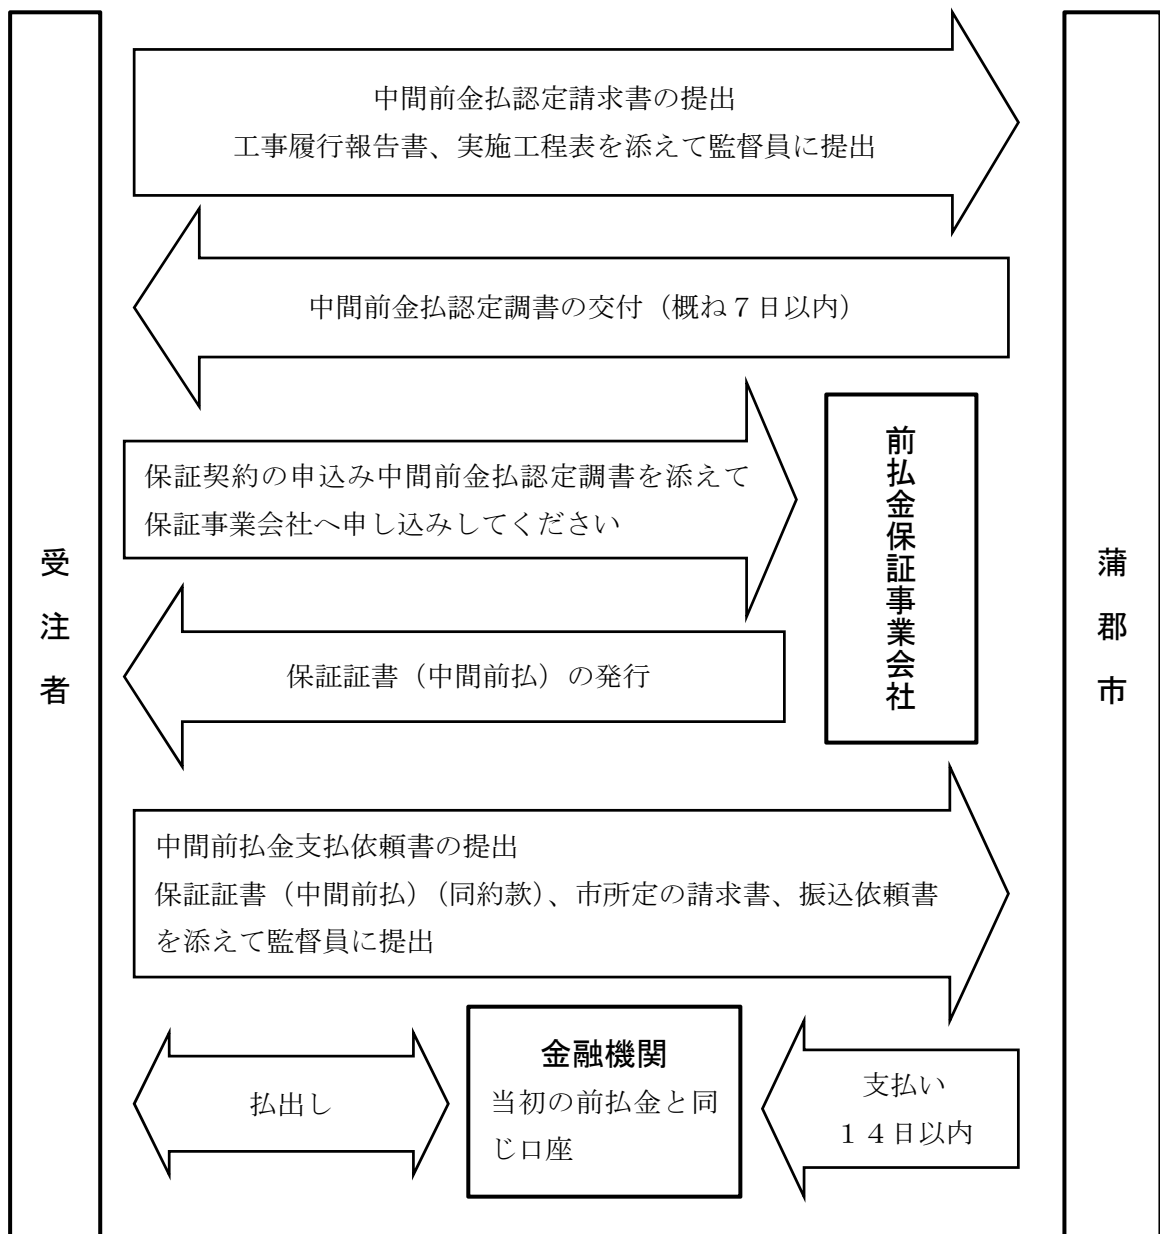 中間前金払認定請求書の提出
工事履行報告書、実施工程表を添えて監督員に提出
中間前金払認定調書の交付（概ね７日以内）
保証契約の申込み中間前金払認定調書を添えて
保証事業会社へ申し込みしてください
前払金保証事業会社
受注者
蒲郡市
保証証書（中間前払）の発行
中間前払金支払依頼書の提出
保証証書（中間前払）（同約款）、市所定の請求書、振込依頼書
を添えて監督員に提出
払出し
金融機関
当初の前払金と同
じ口座
支払い
１４日以内